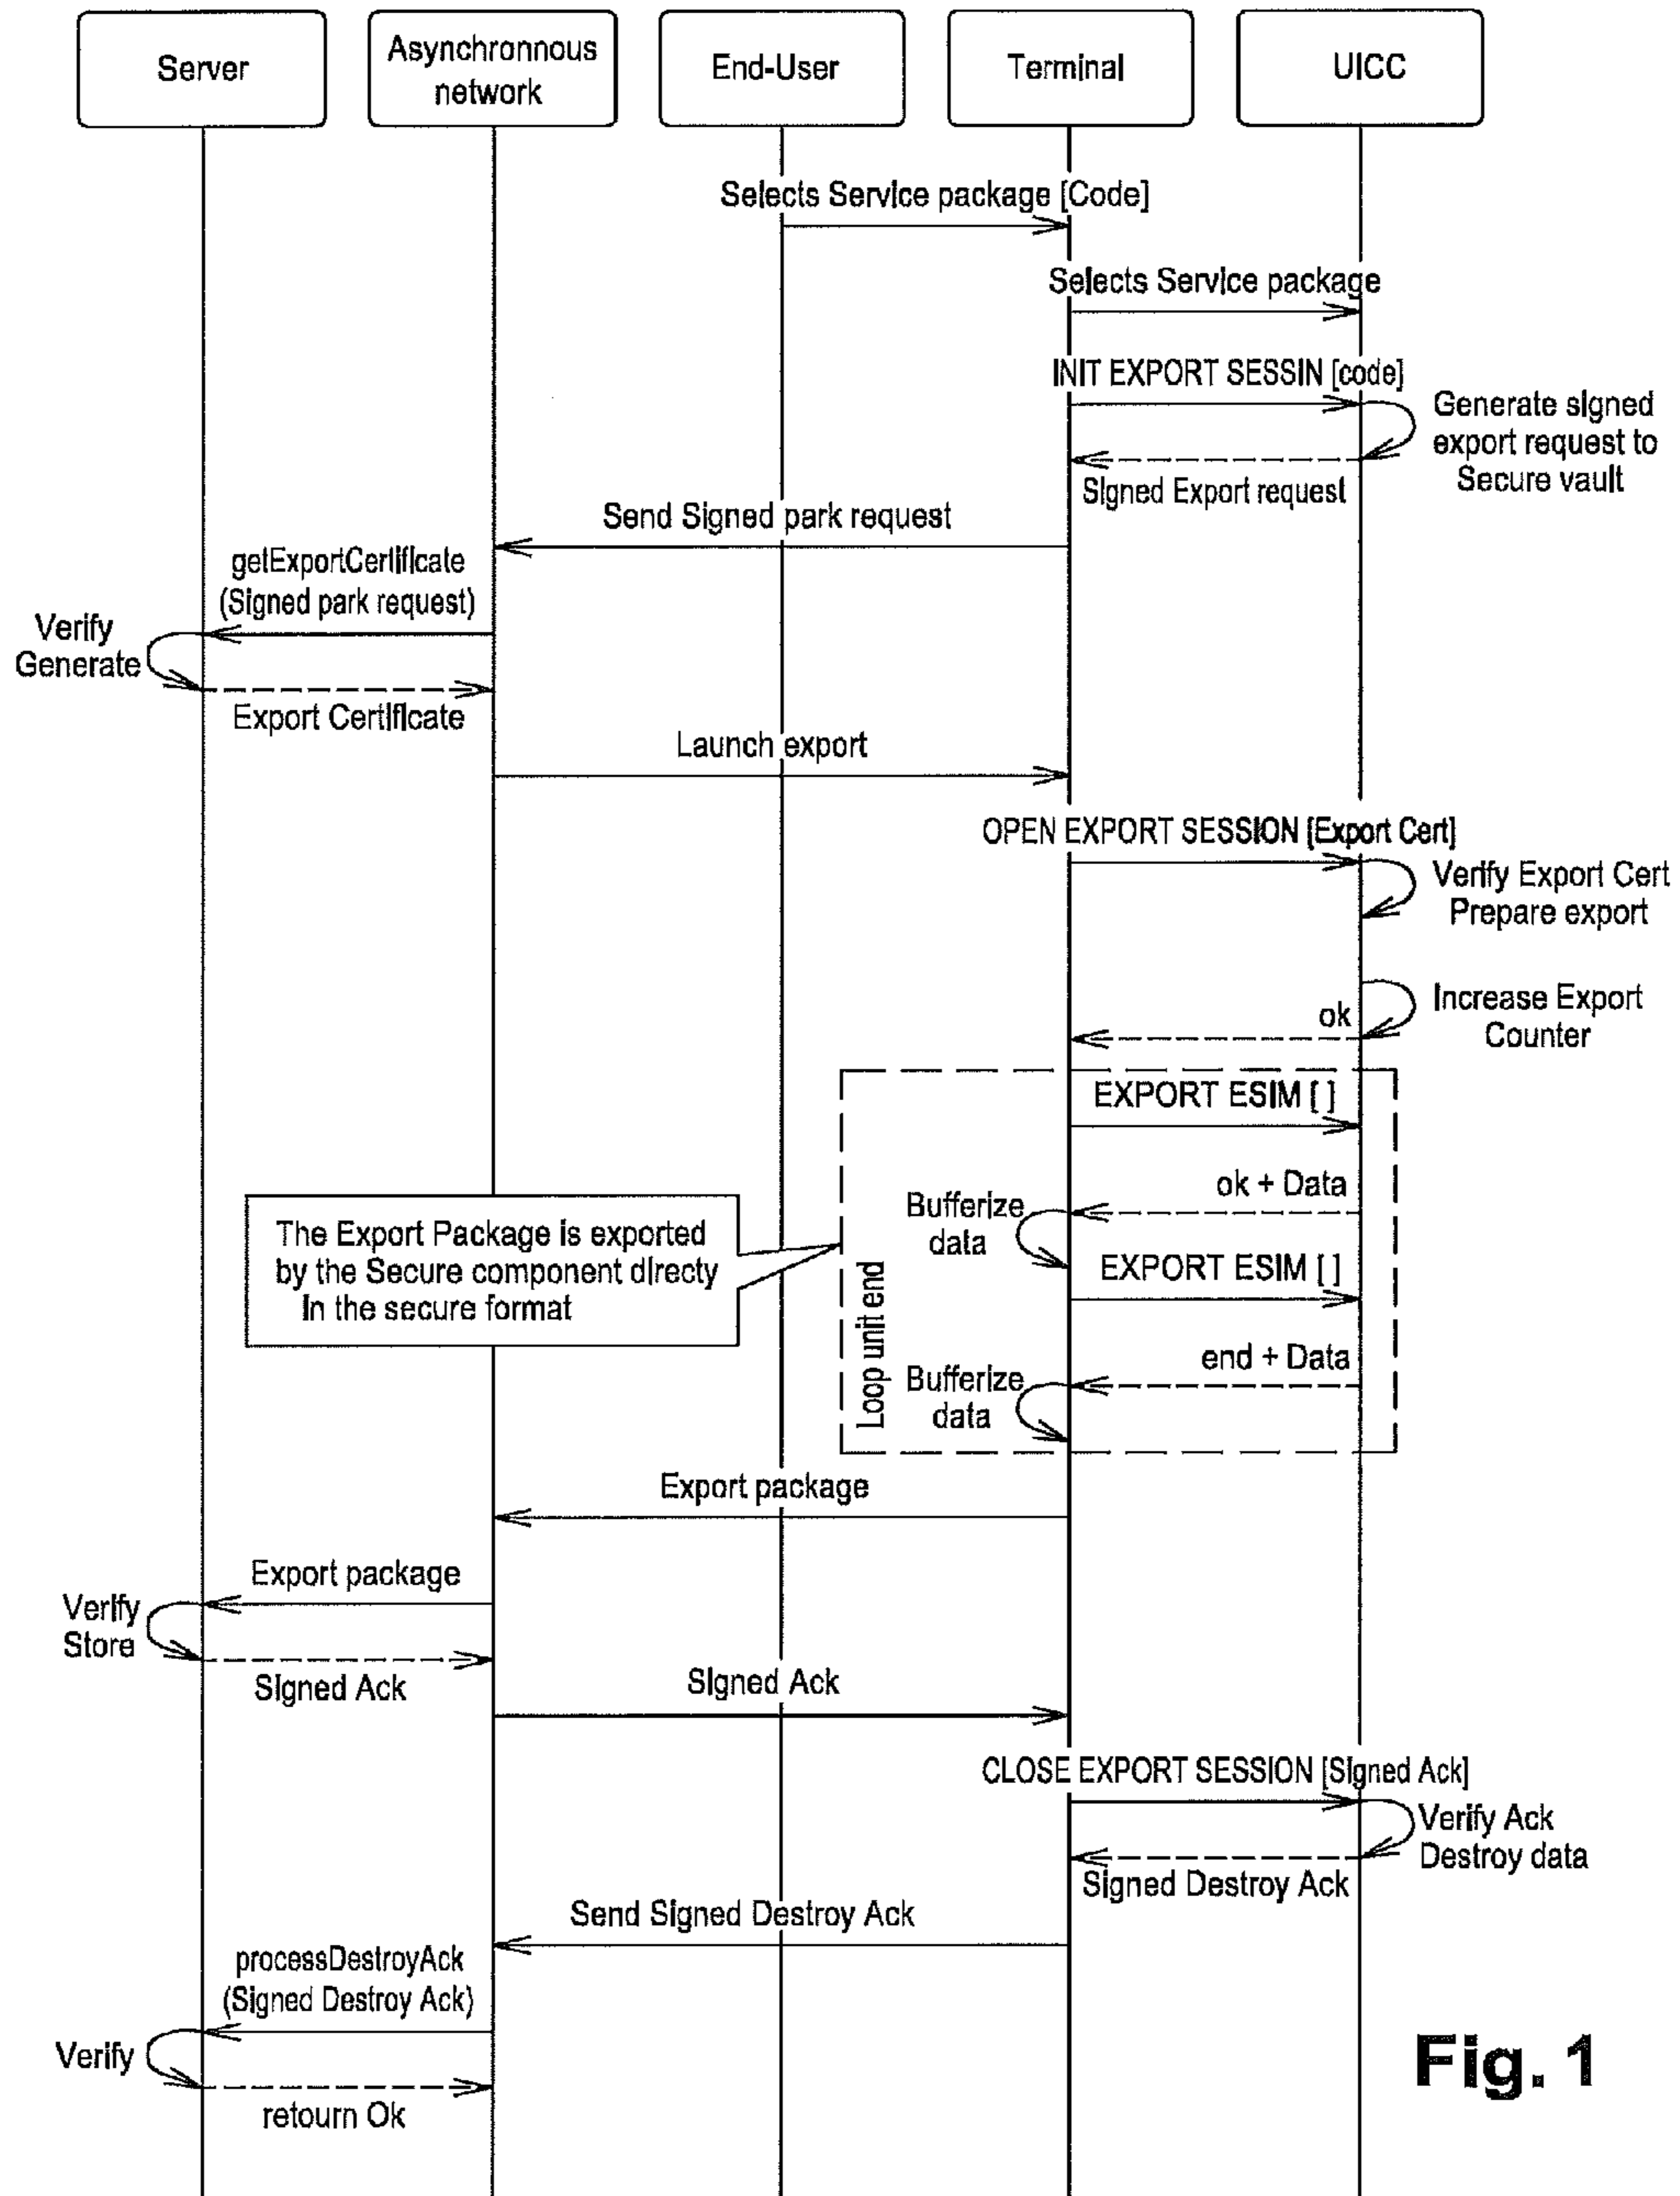 Server
Asynchronnous
network
End-User
Terminal
UICC
Selects Service package [Code]
Selects Service package
INIT EXPORT SESSIN [code]
Generate signed
export request to
Secure vault
Signed Export request
Send Signed park request
getExportCertificate
(Signed park request)
Verify
Generate
Export Certificate
Launch export
OPEN EXPORT SESSION [Export Cert]
Verify Export Cert
Prepare export
Increase Export
Counter
ok
EXPORT ESIM [ ]
ok + Data
Bufferize
data
The Export Package is exported
by the Secure component directy
In the secure format
EXPORT ESIM [ ]
Loop unit end
end + Data
Bufferize
data
Export package
Export package
Verify
Store
Signed Ack
Signed Ack
CLOSE EXPORT SESSION [Signed Ack]
Verify Ack
Destroy data
Signed Destroy Ack
Send Signed Destroy Ack
processDestroyAck
(Signed Destroy Ack)
Verify
retourn Ok
Fig. 1